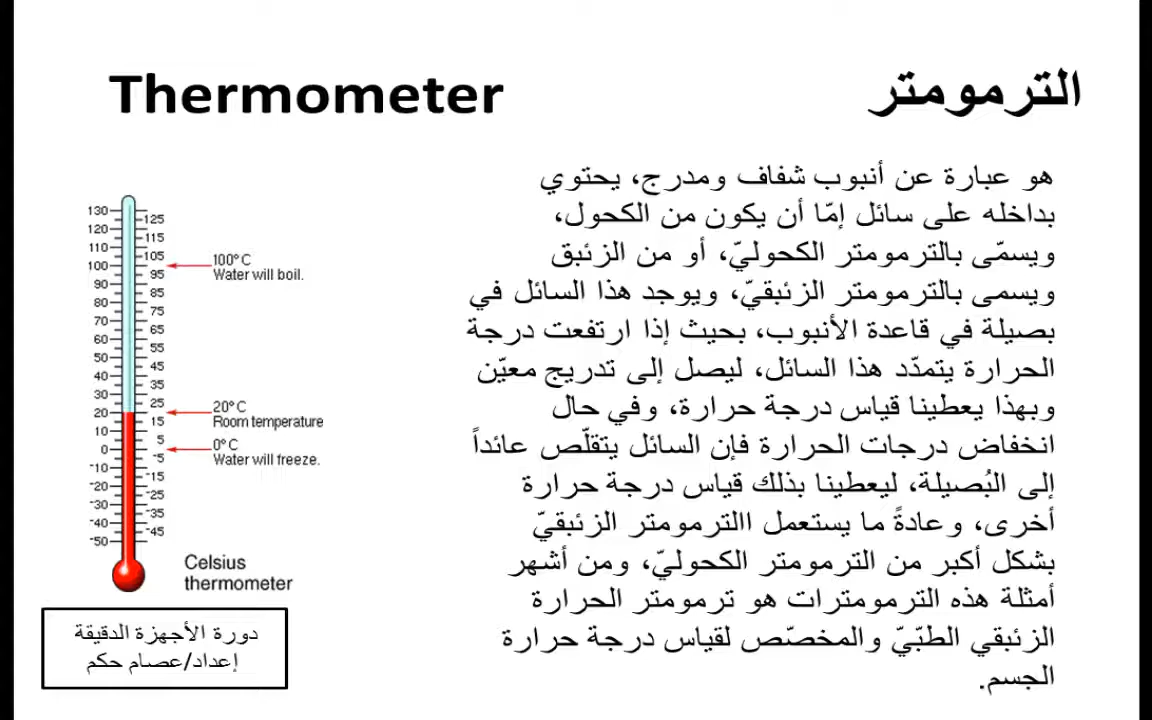 Thermometer
الترمومتر
هو عبارة عن أنبوب شفاف ومدرج، يحتوي
بداخله على سائل إمّا أن يكون من الكحول،
ويسمّى بالترمومتر الكحوليّ، أو من الزئبق
ويسمى بالترمومتر الزئبقيّ، ويوجد هذا السائل في
بصيلة في قاعدة الأنبوب، بحيث إذا ارتفعت درجة
الحرارة يتمدّد هذا السائل، ليصل إلى تدريج معيّن
وبهذا يعطينا قياس درجة حرارة، وفي حال
انخفاض درجات الحرارة فإن السائل يتقلّص عائداً
إلى البُصيلة، ليعطينا بذلك قياس درجة حرارة
أخرى، وعادةً ما يستعمل االترمومتر الزئبقيّ
بشكل أكبر من الترمومتر الكحوليّ، ومن أشهر
أمثلة هذه الترمومترات هو ترمومتر الحرارة
الزئبقي الطبّيّ والمخصّص لقياس درجة حرارة
الجسم.
130
125
120
115
110
105
100
95
90
85
80
75
70
65
60
55
50
45
40
35
30
25
20
15
10
5
0
-5
-10
-15
-20
-25
-30
-35
-40
-45
-50
100°C
Water will boil.
20°C
Room temperature
0°C
Water will freeze.
Celsius
thermometer
دورة الأجهزة الدقيقة
إعداد/عصام حكم